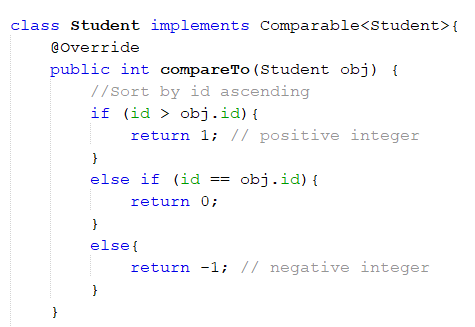 class Student implements Comparable<Student>{
    @Override
    public int compareTo(Student obj) {
        //Sort by id ascending
        if (id > obj.id){
            return 1; // positive integer
        }
        else if (id == obj.id){
            return 0;
        }
        else{
            return -1; // negative integer
        }
    }